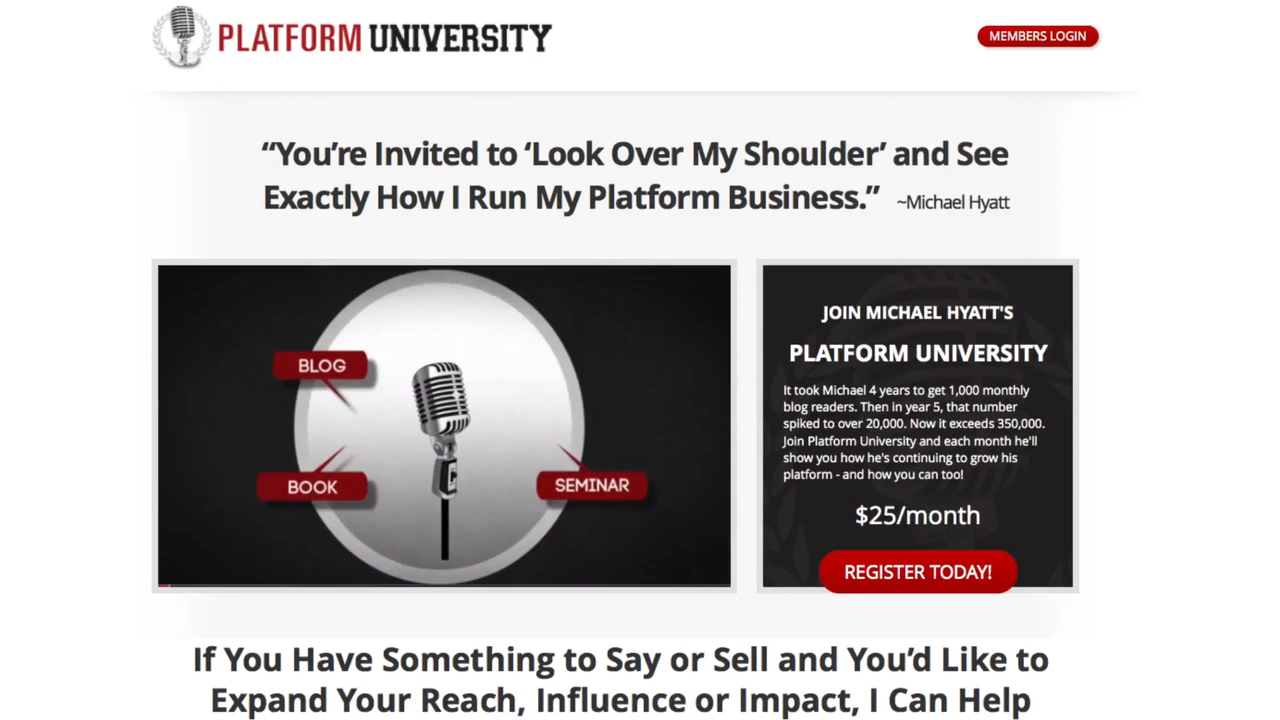 PLATFORM UNIVERSITY
MEMBERS LOGIN
“You’re Invited to ‘Look Over My Shoulder’ and See
Exactly How I Run My Platform Business.” ~Michael Hyatt
BLOG
BOOK
SEMINAR
JOIN MICHAEL HYATT'S
PLATFORM UNIVERSITY
It took Michael 4 years to get 1,000 monthly
blog readers. Then in year 5, that number
spiked to over 20,000. Now it exceeds 350,000.
Join Platform University and each month he'll
show you how he's continuing to grow his
platform - and how you can too!
$25/month
REGISTER TODAY!
If You Have Something to Say or Sell and You’d Like to
Expand Your Reach, Influence or Impact, I Can Help